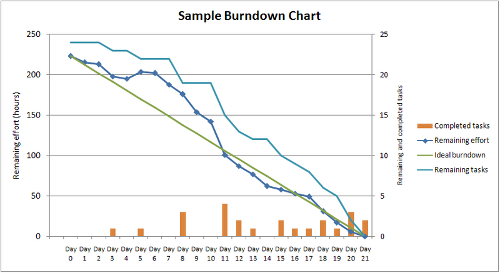 Sample Burndown Chart
250
200
150
100
50
0
Remaining effort (hours)
25
20
15
10
5
0
Remaining and completed tasks
Completed tasks
Remaining effort
Ideal burndown
Remaining tasks
Day Day Day Day Day Day Day Day Day Day Day Day Day Day Day Day Day Day Day Day Day Day
0 1 2 3 4 5 6 7 8 9 10 11 12 13 14 15 16 17 18 19 20 21